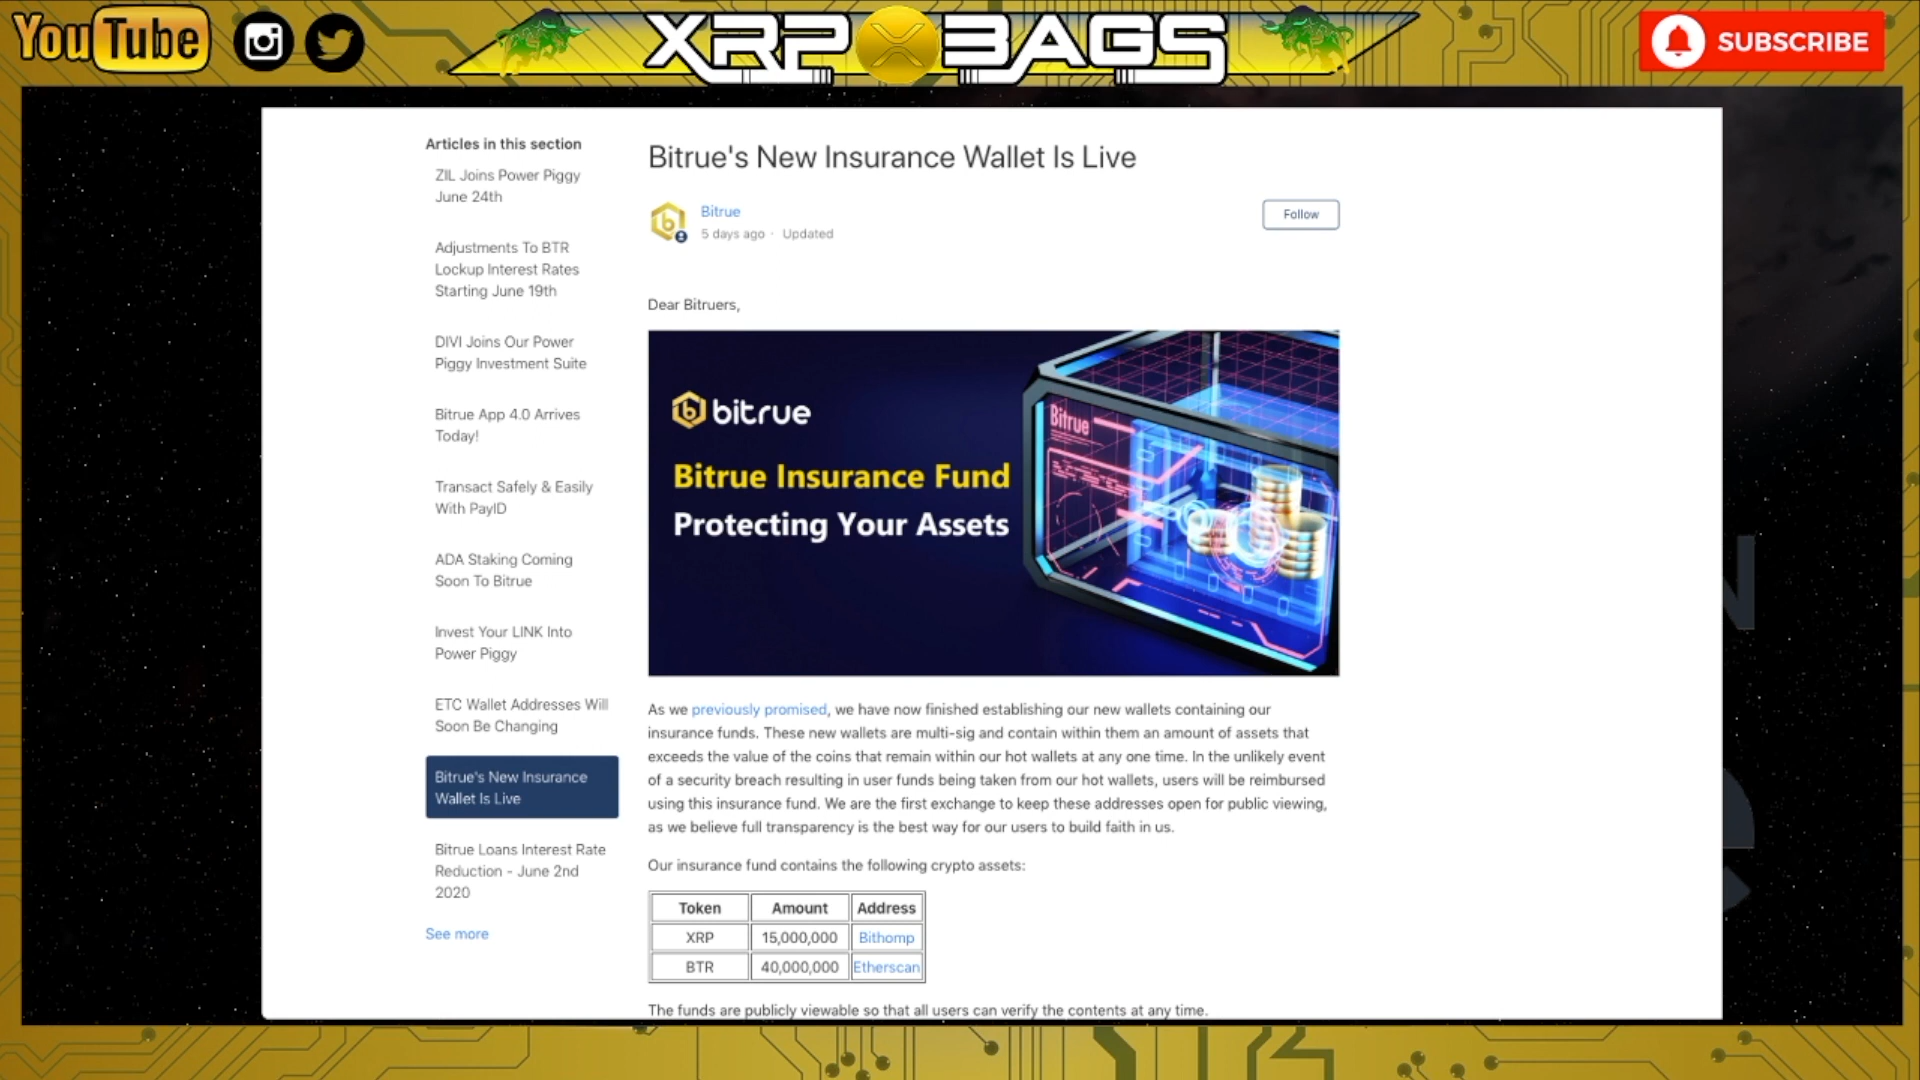 YouTube
XRP BAGS
SUBSCRIBE
Articles in this section
ZIL Joins Power Piggy
June 24th
Adjustments To BTR
Lockup Interest Rates
Starting June 19th
DIVI Joins Our Power
Piggy Investment Suite
Bitrue App 4.0 Arrives
Today!
Transact Safely & Easily
With PayID
ADA Staking Coming
Soon To Bitrue
Invest Your LINK Into
Power Piggy
ETC Wallet Addresses Will
Soon Be Changing
Bitrue's New Insurance
Wallet Is Live
Bitrue Loans Interest Rate
Reduction - June 2nd
2020
See more
Bitrue's New Insurance Wallet Is Live
Bitrue
5 days ago · Updated
Follow
Dear Bitruers,
bitrue
Bitrue Insurance Fund
Protecting Your Assets
Bitrue
As we previously promised, we have now finished establishing our new wallets containing our
insurance funds. These new wallets are multi-sig and contain within them an amount of assets that
exceeds the value of the coins that remain within our hot wallets at any one time. In the unlikely event
of a security breach resulting in user funds being taken from our hot wallets, users will be reimbursed
using this insurance fund. We are the first exchange to keep these addresses open for public viewing,
as we believe full transparency is the best way for our users to build faith in us.
Our insurance fund contains the following crypto assets:
Token Amount Address
XRP 15,000,000 Bithomp
BTR 40,000,000 Etherscan
The funds are publicly viewable so that all users can verify the contents at any time.